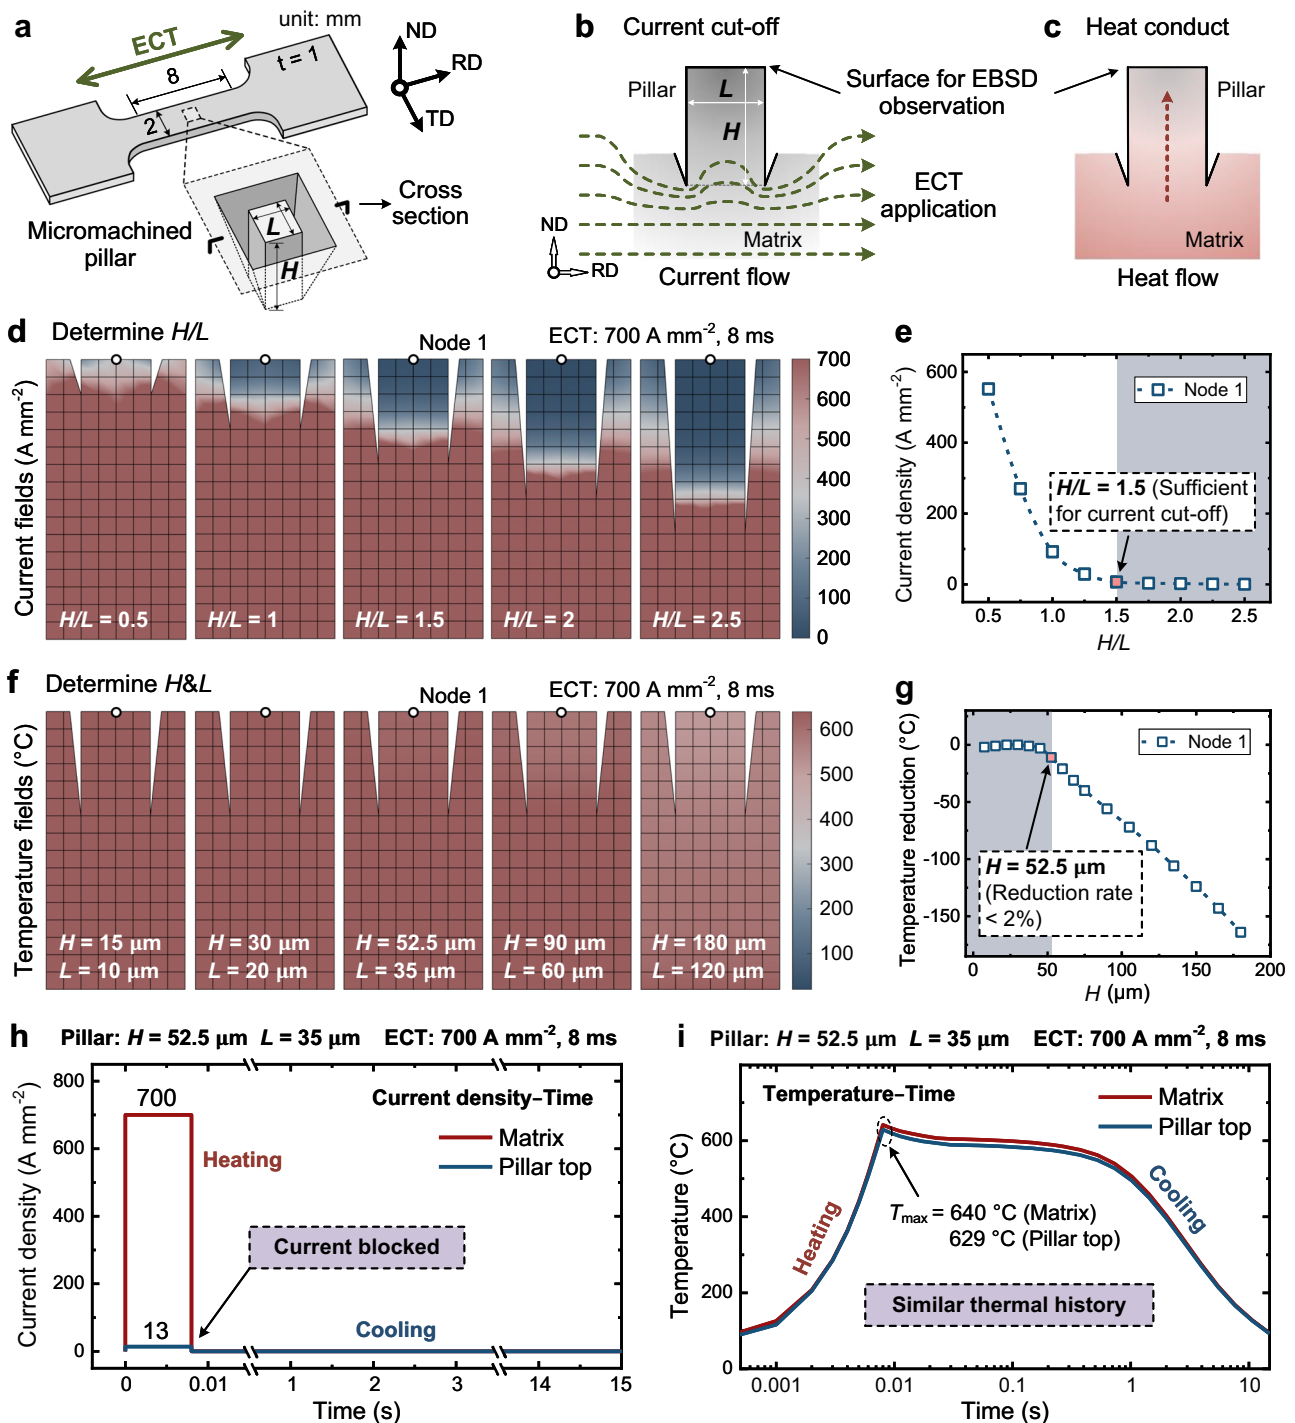 a
unit: mm
ECT
8
t = 1
2
ND
RD
TD
Micromachined
pillar
L
H
Cross
section
b Current cut-off
Pillar
L
H
Surface for EBSD
observation
ECT
application
ND
RD
Matrix
Current flow
c Heat conduct
Pillar
Matrix
Heat flow
d Determine H/L
Node 1
ECT: 700 A mm⁻², 8 ms
Current fields (A mm⁻²)
H/L = 0.5
H/L = 1
H/L = 1.5
H/L = 2
H/L = 2.5
700
600
500
400
300
200
100
0
e
Current density (A mm⁻²)
600
400
200
0
Node 1
H/L = 1.5 (Sufficient
for current cut-off)
0.5 1.0 1.5 2.0 2.5
H/L
f Determine H&L
Node 1
ECT: 700 A mm⁻², 8 ms
Temperature fields (°C)
H = 15 μm
L = 10 μm
H = 30 μm
L = 20 μm
H = 52.5 μm
L = 35 μm
H = 90 μm
L = 60 μm
H = 180 μm
L = 120 μm
600
500
400
300
200
100
g
Temperature reduction (°C)
0
-50
-100
-150
Node 1
H = 52.5 μm
(Reduction rate
< 2%)
0 50 100 150 200
H (μm)
h Pillar: H = 52.5 μm L = 35 μm ECT: 700 A mm⁻², 8 ms
Current density (A mm⁻²)
800
600
400
200
0
700
Current density–Time
Matrix
Pillar top
Heating
Current blocked
13
Cooling
0 0.01 1 2 3 14 15
Time (s)
i Pillar: H = 52.5 μm L = 35 μm ECT: 700 A mm⁻², 8 ms
Temperature (°C)
600
400
200
0
Temperature–Time
Matrix
Pillar top
Heating
Cooling
Tmax = 640 °C (Matrix)
629 °C (Pillar top)
Similar thermal history
0.001 0.01 0.1 1 10
Time (s)